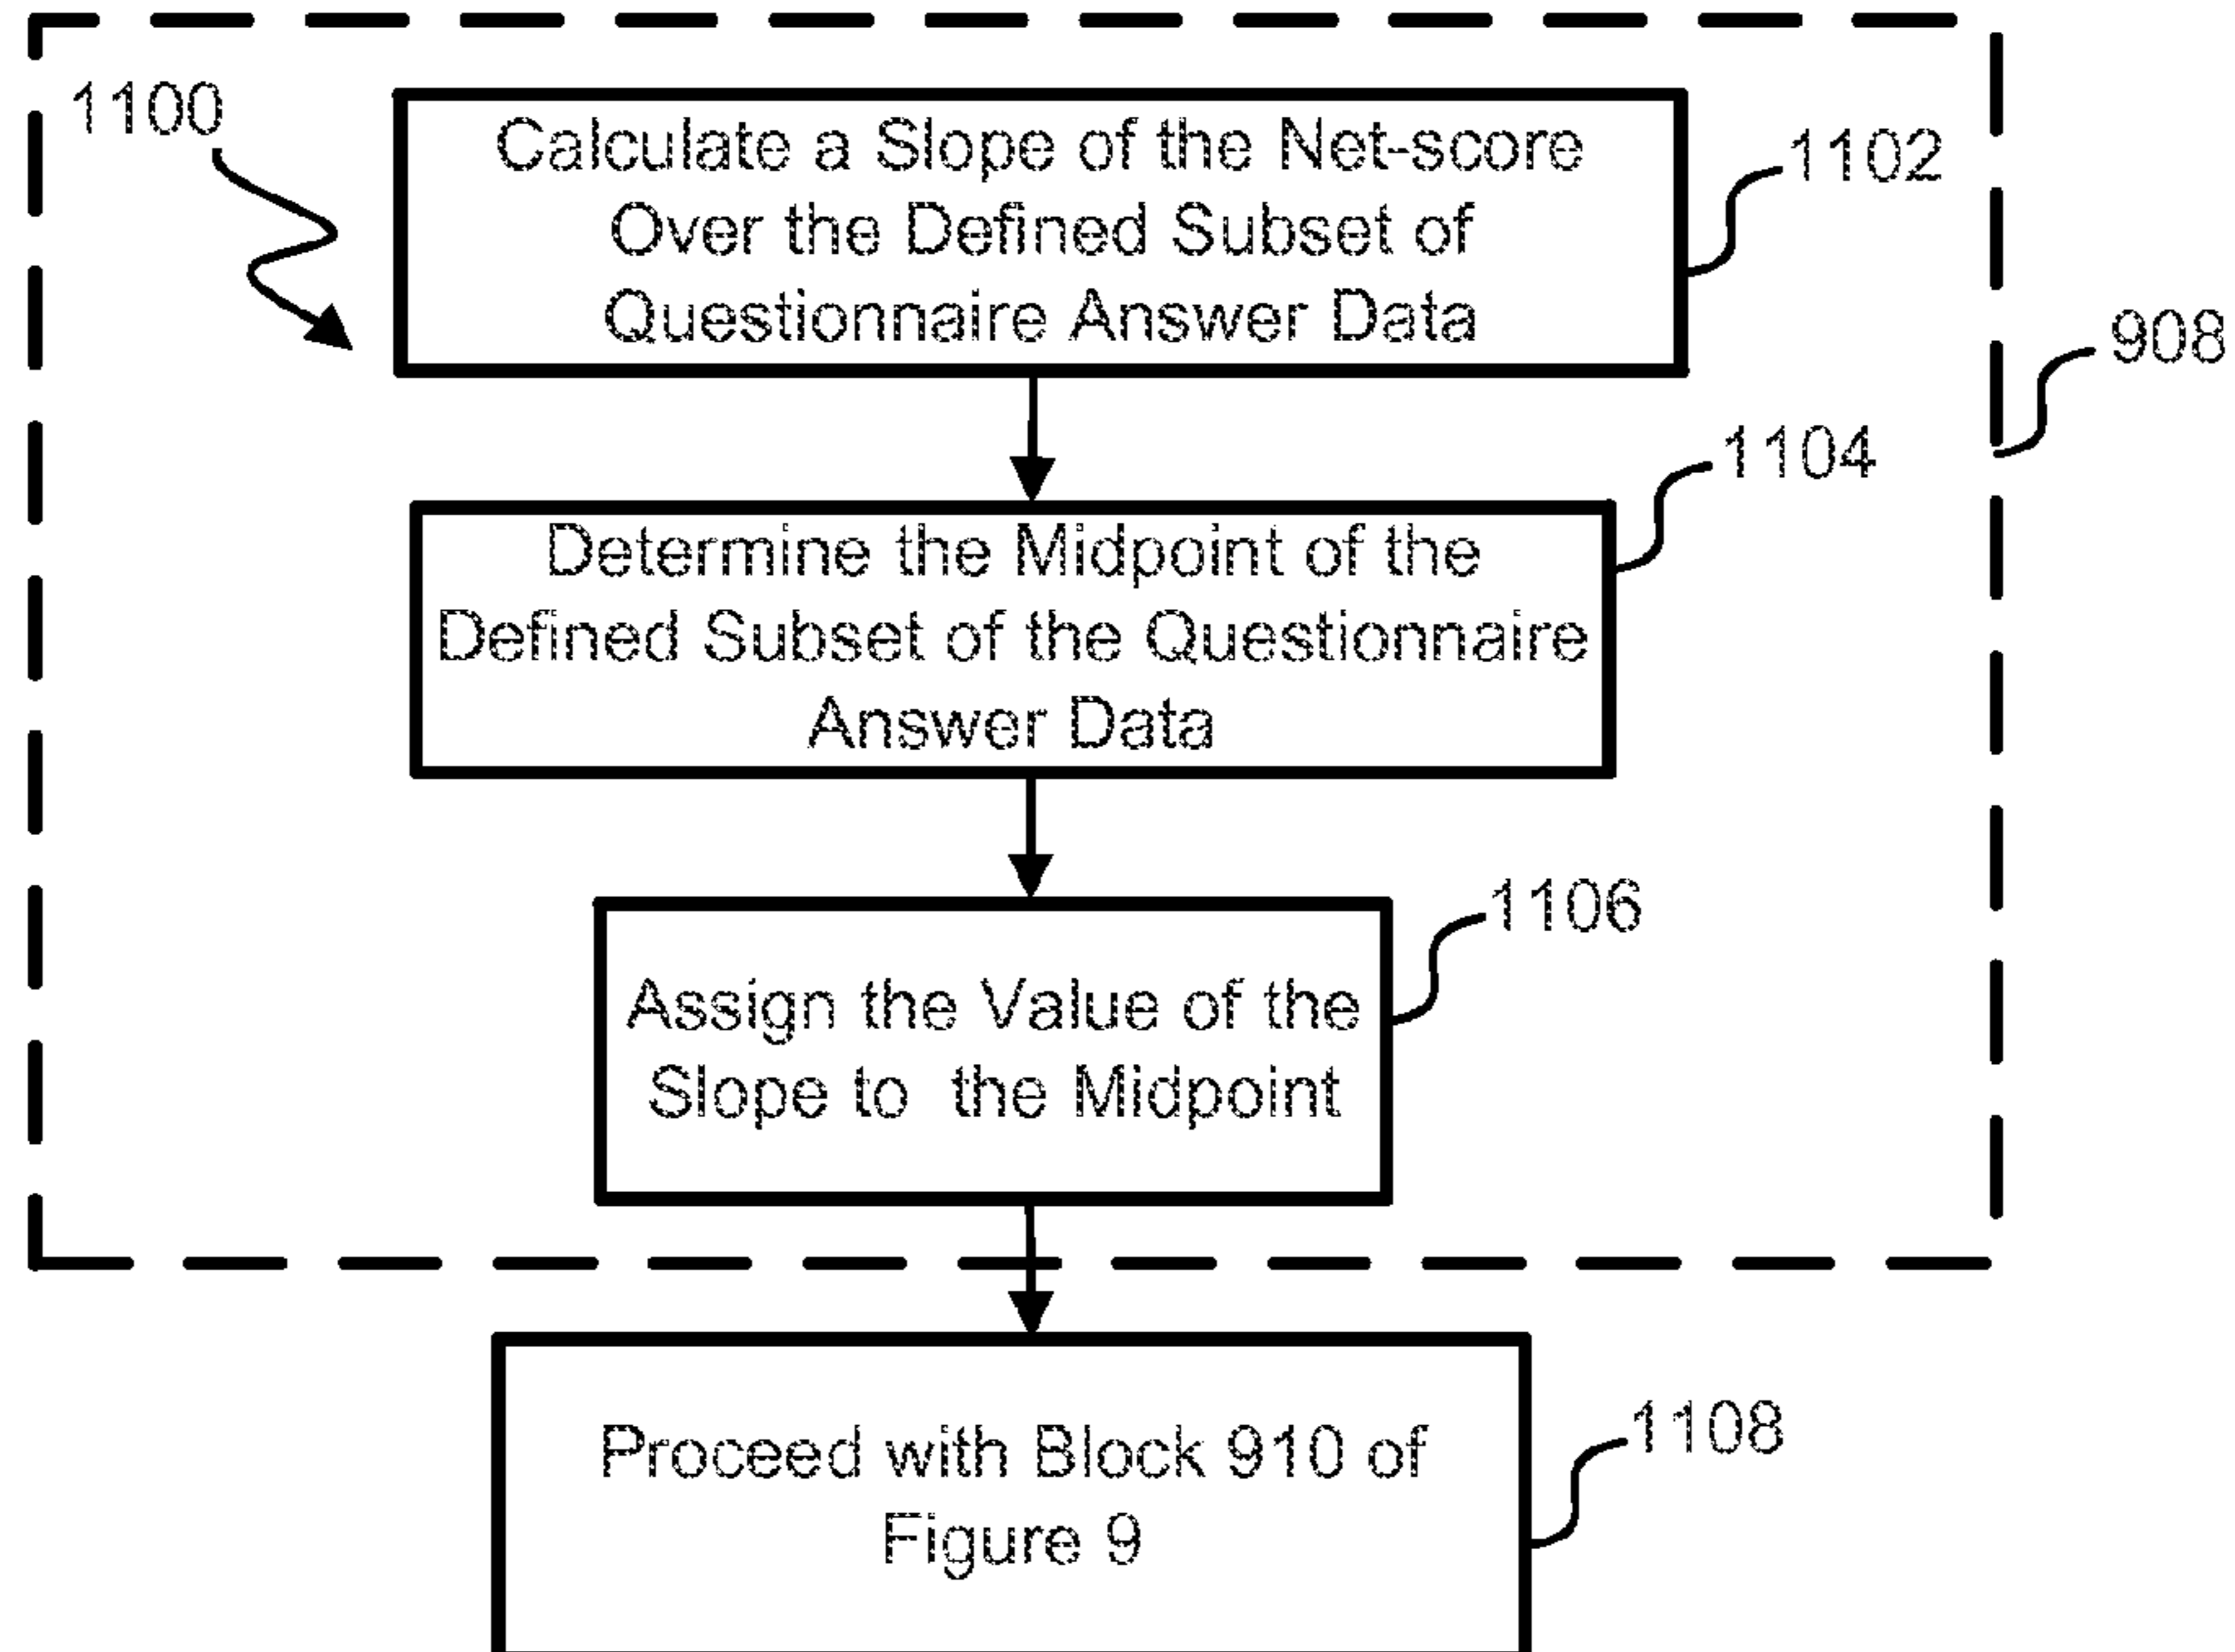 1100
Calculate a Slope of the Net-score
Over the Defined Subset of
Questionnaire Answer Data
1102
908
1104
Determine the Midpoint of the
Defined Subset of the Questionnaire
Answer Data
1106
Assign the Value of the
Slope to  the Midpoint
1108
Proceed with Block 910 of
Figure 9